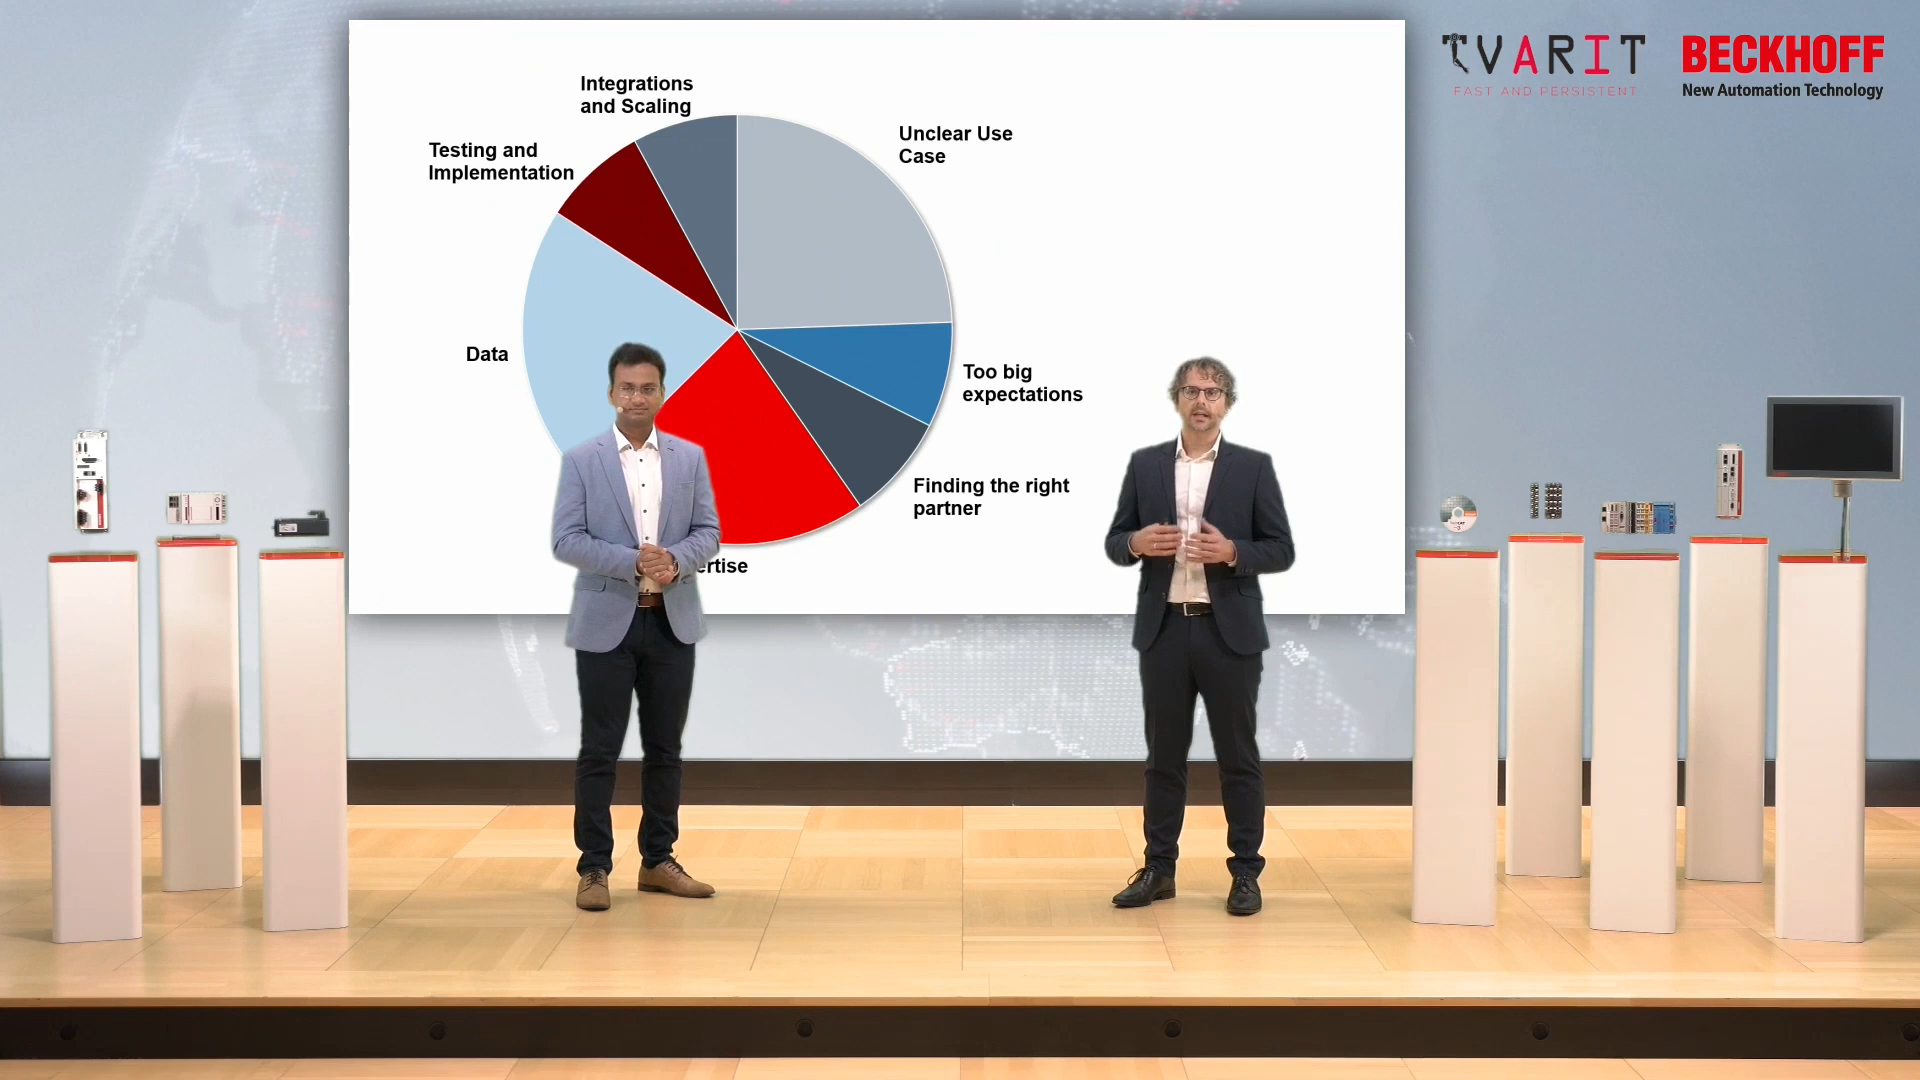 Integrations
and Scaling
Testing and
Implementation
Unclear Use
Case
Data
Too big
expectations
Finding the right
partner
ertise
TVARIT
FAST AND PERSISTENT
BECKHOFF
New Automation Technology